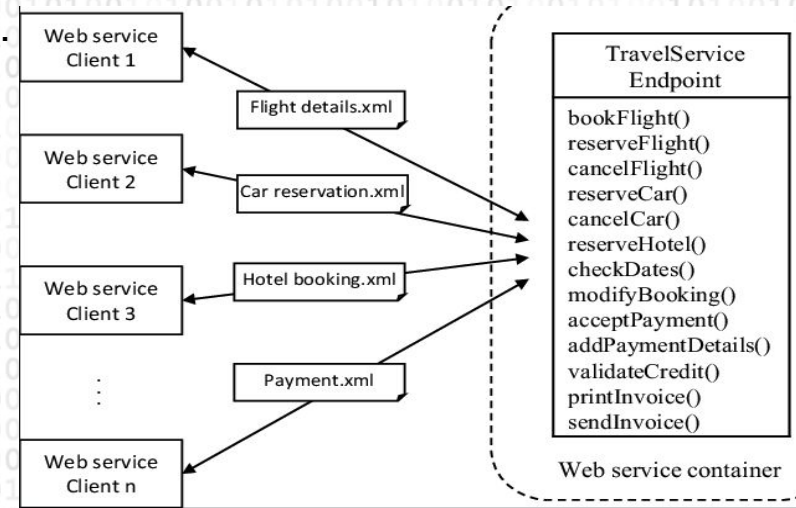 Web service
Client 1
Flight details.xml
Web service
Client 2
Car reservation.xml
Web service
Client 3
Hotel booking.xml
Payment.xml
Web service
Client n
TravelService
Endpoint
bookFlight()
reserveFlight()
cancelFlight()
reserveCar()
cancelCar()
reserveHotel()
checkDates()
modifyBooking()
acceptPayment()
addPaymentDetails()
validateCredit()
printInvoice()
sendInvoice()
Web service container